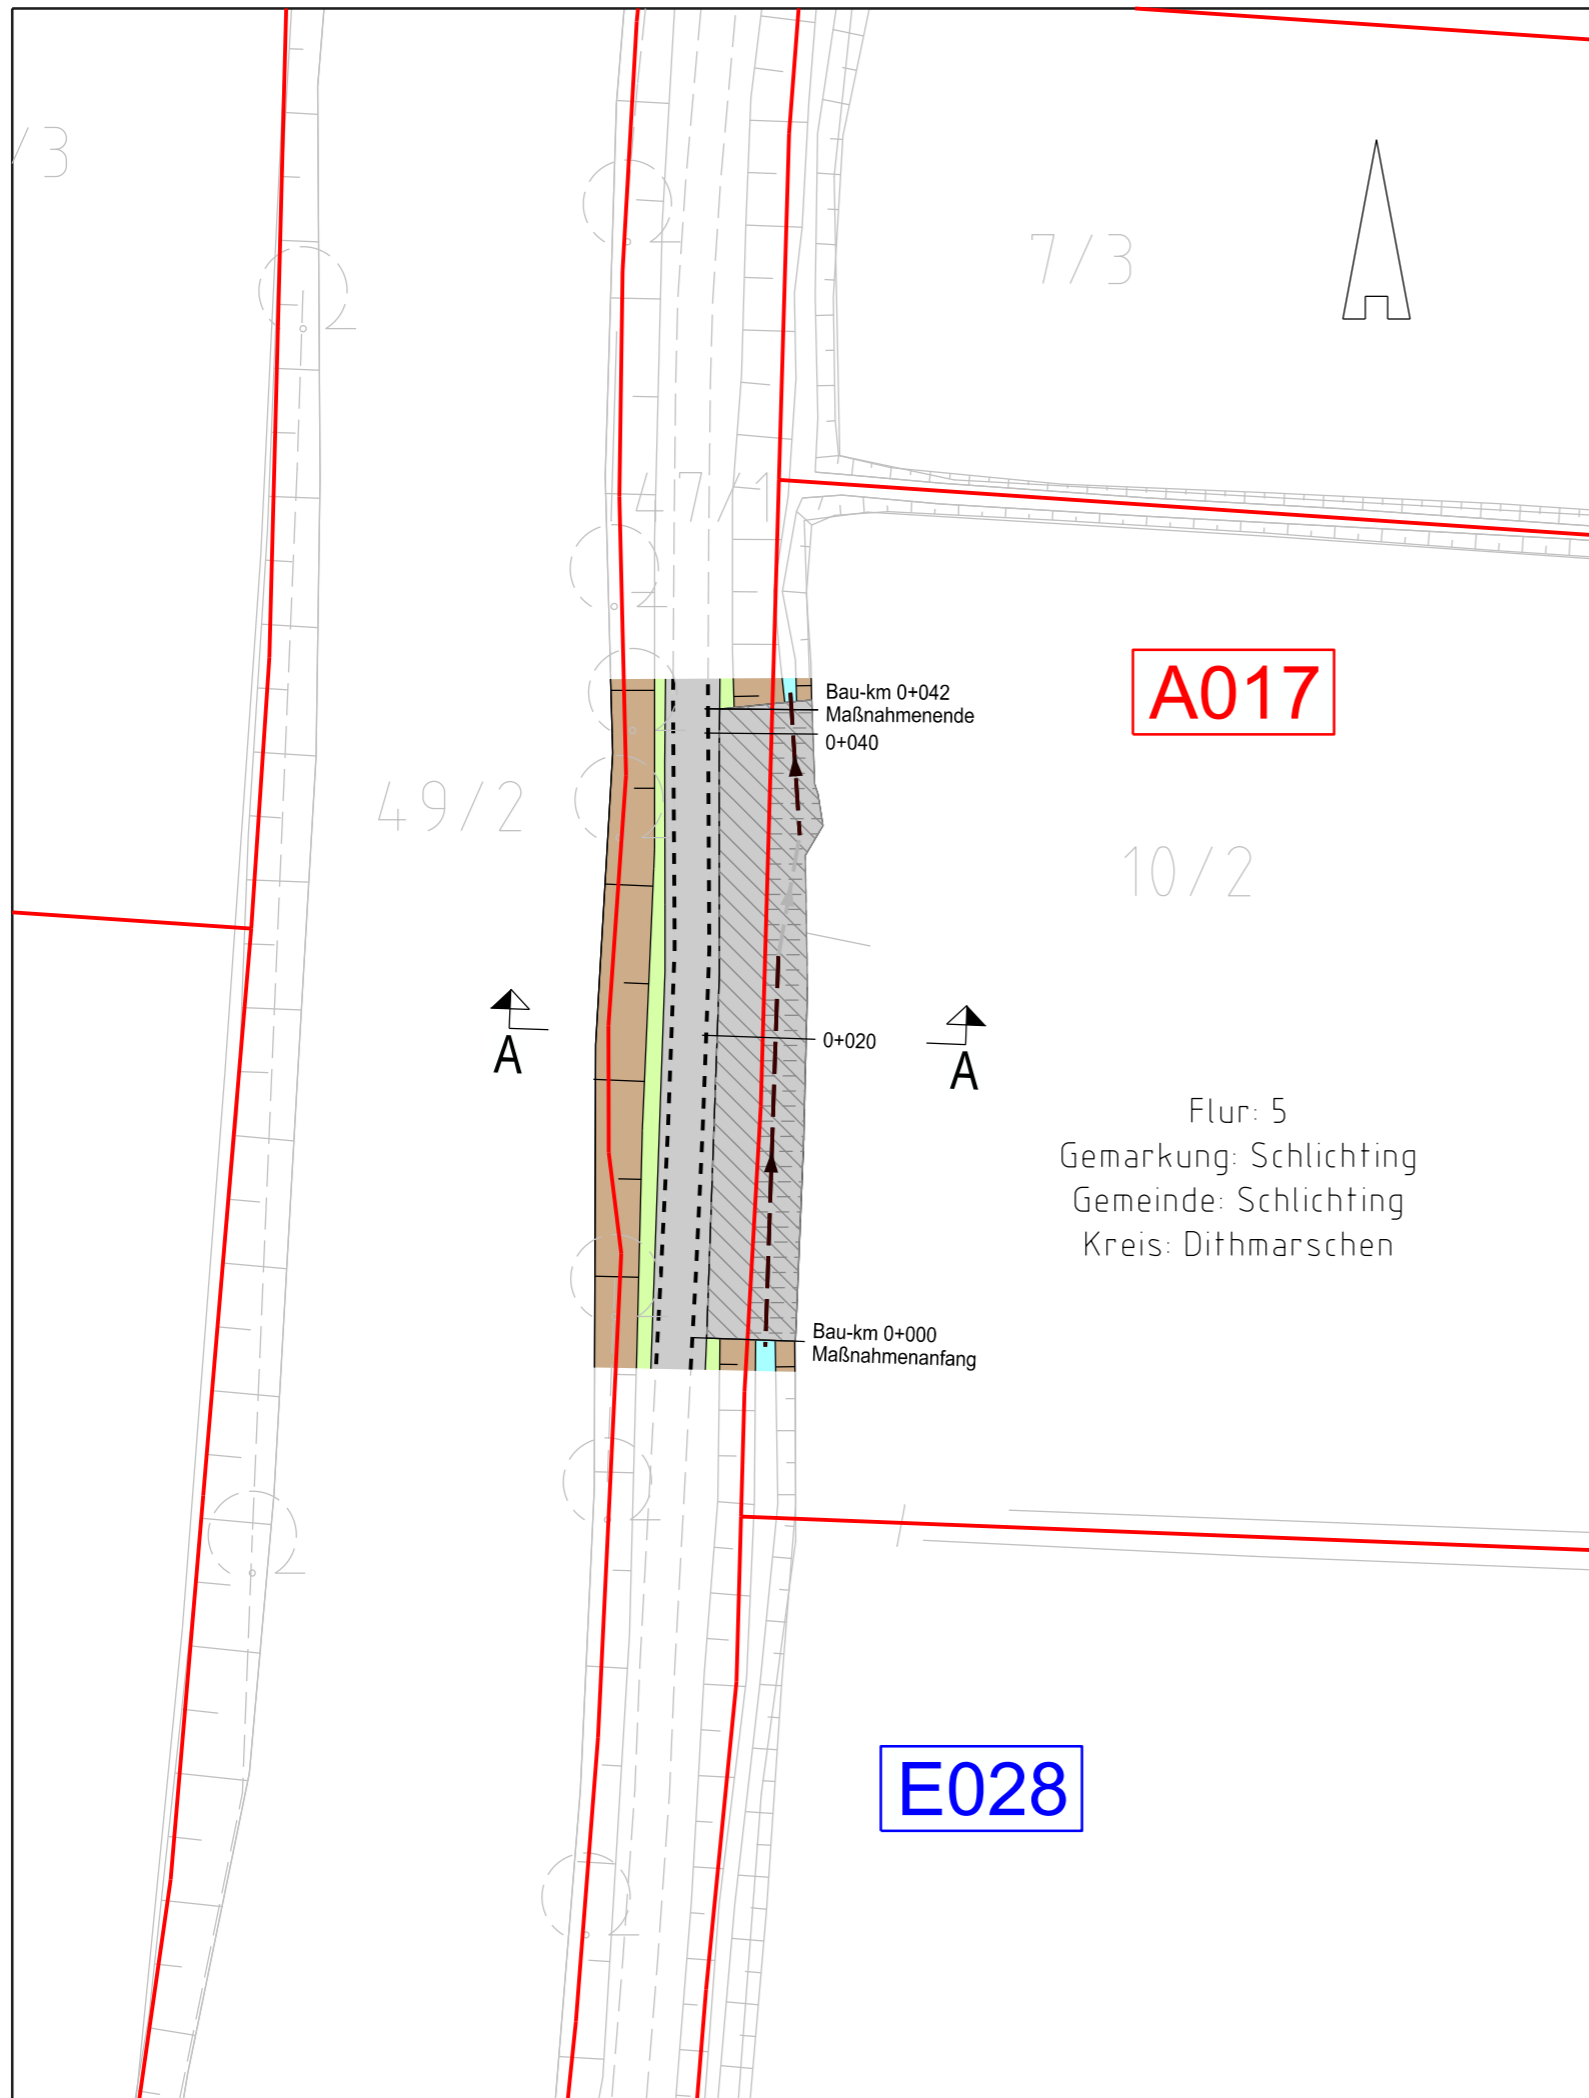 /3
7/3
47/1
A017
Bau-km 0+042
Maßnahmenende
0+040
49/2
10/2
A
0+020
A
Flur: 5
Gemarkung: Schlichting
Gemeinde: Schlichting
Kreis: Dithmarschen
Bau-km 0+000
Maßnahmenanfang
E028